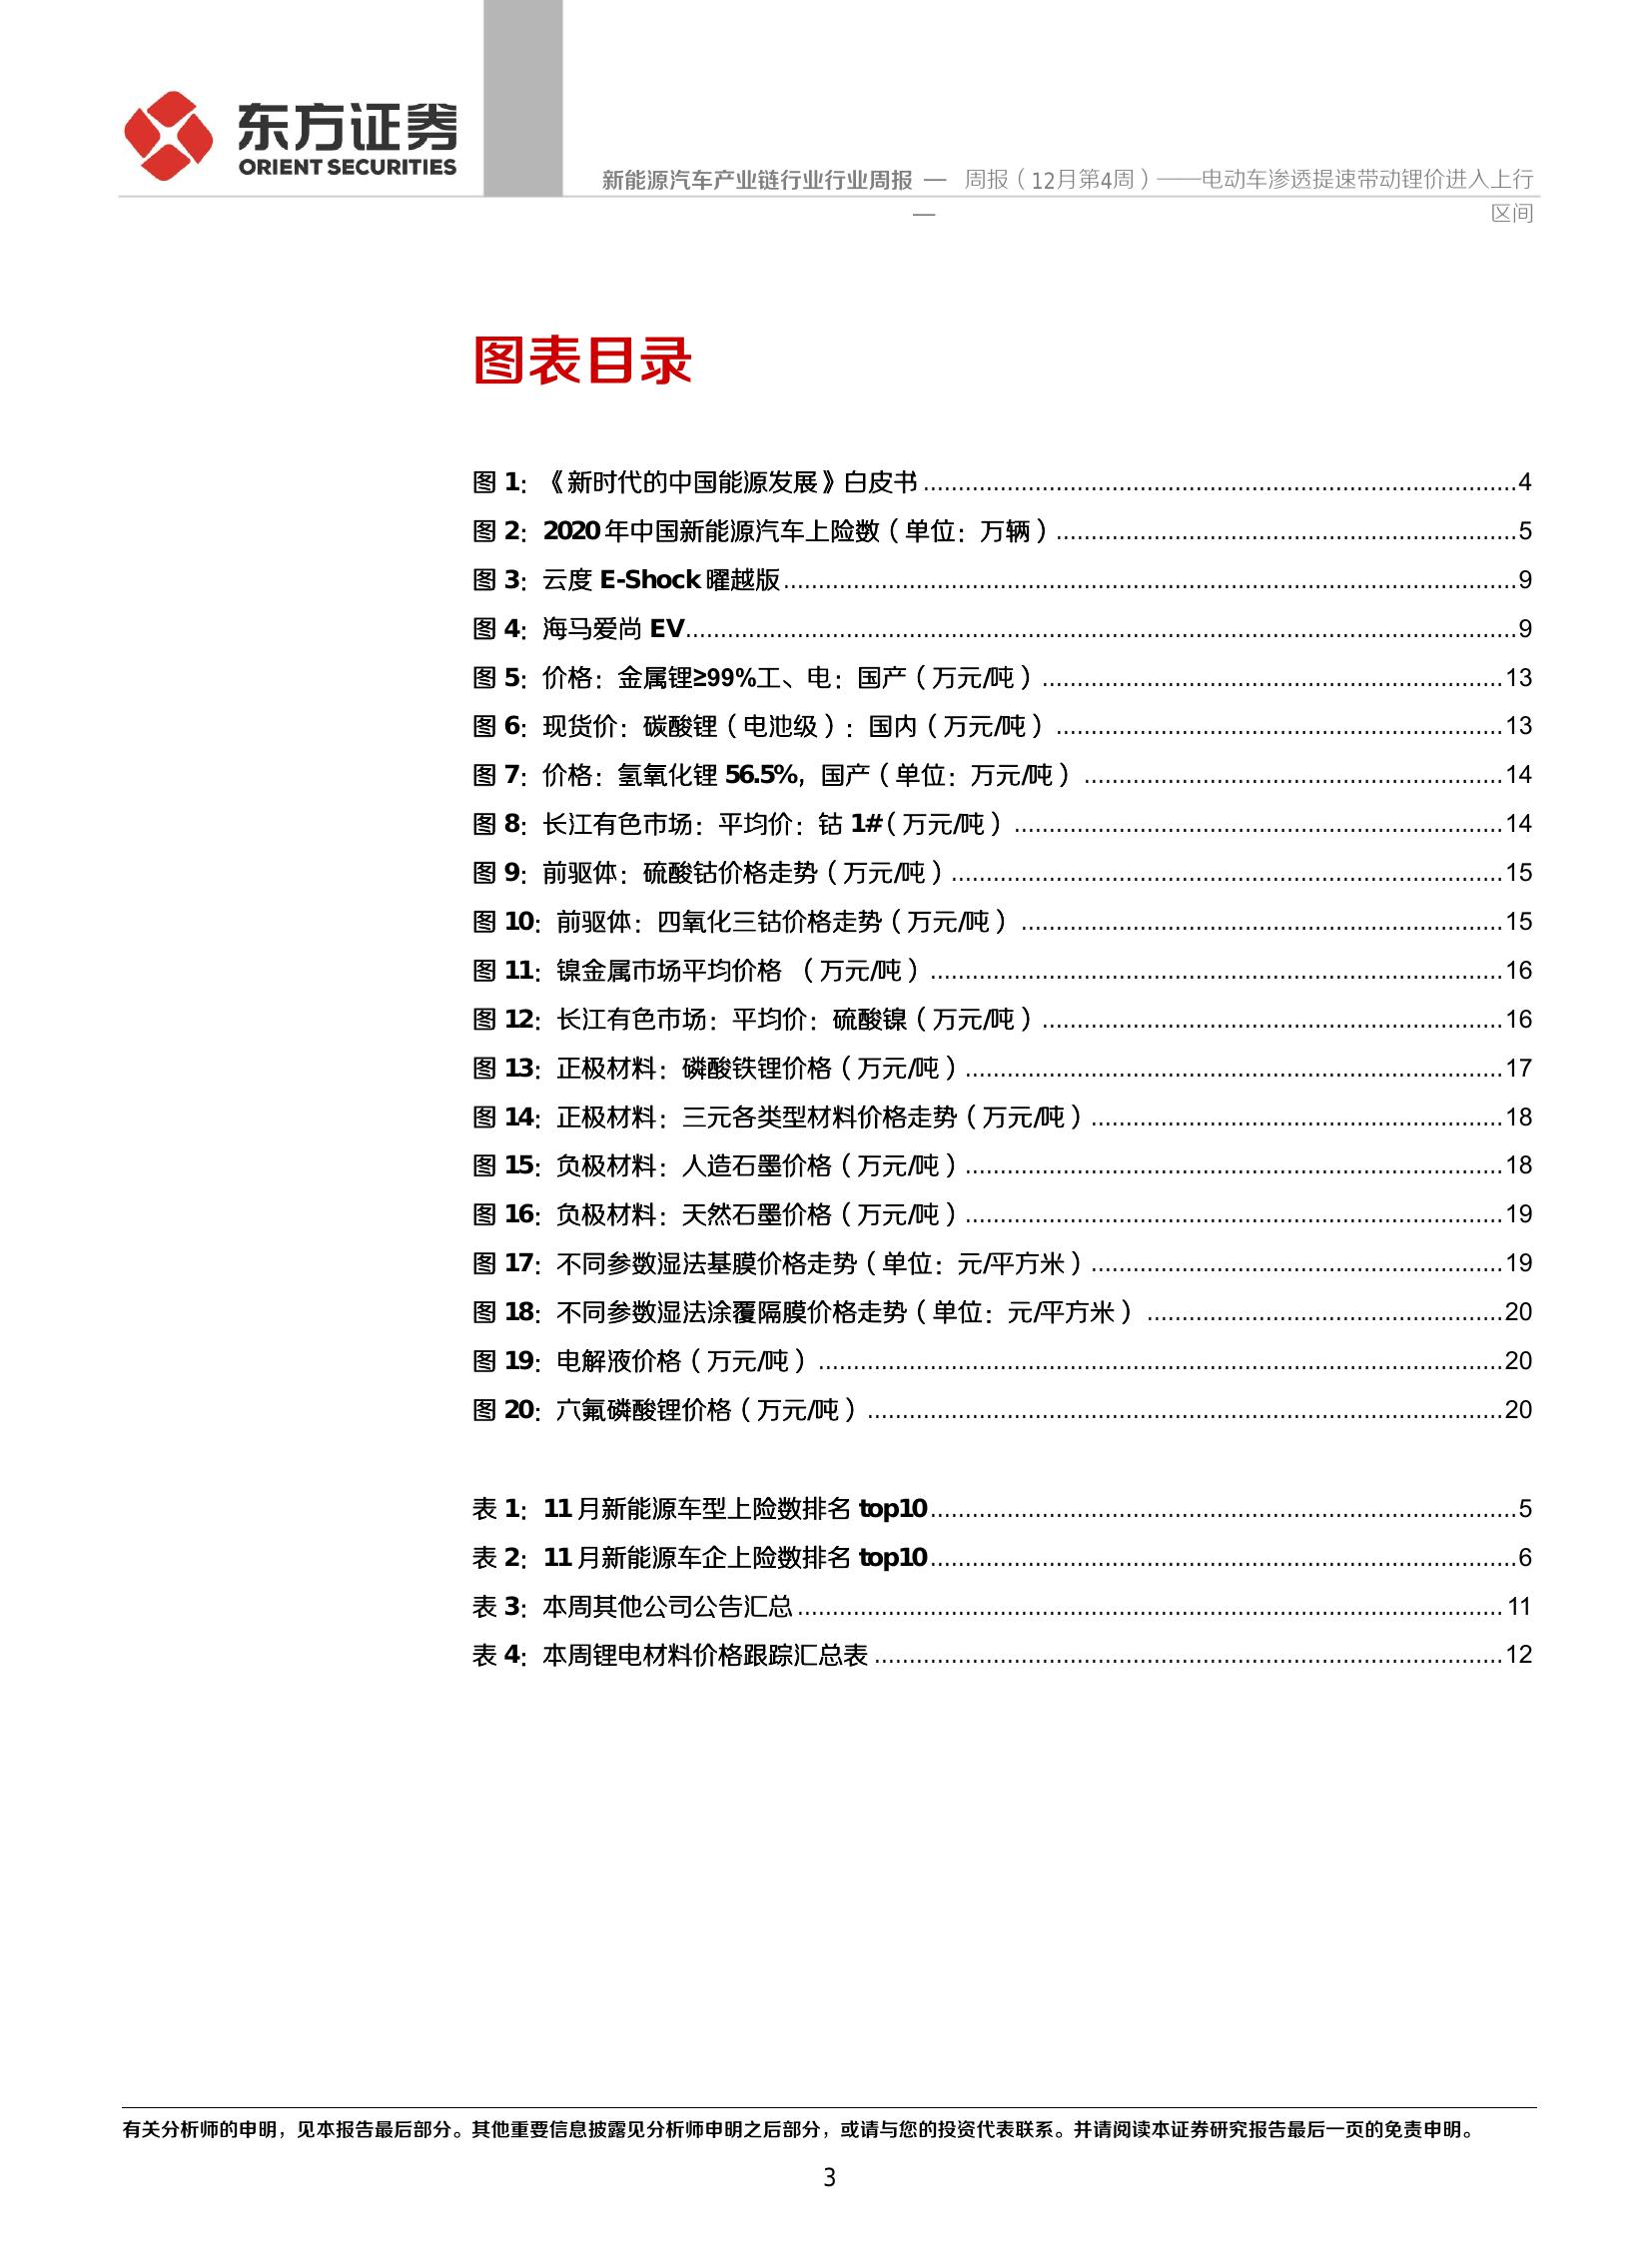 东方证券
ORIENT SECURITIES
新能源汽车产业链行业行业周报 — 周报（12月第4周）——电动车渗透提速带动锂价进入上行
— 区间
图表目录
图 1：《新时代的中国能源发展》白皮书....................4
图 2：2020 年中国新能源汽车上险数（单位：万辆）....................5
图 3：云度 E-Shock 曜越版....................9
图 4：海马爱尚 EV....................9
图 5：价格：金属锂≥99%工、电：国产（万元/吨）....................13
图 6：现货价：碳酸锂（电池级）：国内（万元/吨）....................13
图 7：价格：氢氧化锂 56.5%，国产（单位：万元/吨）....................14
图 8：长江有色市场：平均价：钴 1#（万元/吨）....................14
图 9：前驱体：硫酸钴价格走势（万元/吨）....................15
图 10：前驱体：四氧化三钴价格走势（万元/吨）....................15
图 11：镍金属市场平均价格 （万元/吨）....................16
图 12：长江有色市场：平均价：硫酸镍（万元/吨）....................16
图 13：正极材料：磷酸铁锂价格（万元/吨）....................17
图 14：正极材料：三元各类型材料价格走势（万元/吨）....................18
图 15：负极材料：人造石墨价格（万元/吨）....................18
图 16：负极材料：天然石墨价格（万元/吨）....................19
图 17：不同参数湿法基膜价格走势（单位：元/平方米）....................19
图 18：不同参数湿法涂覆隔膜价格走势（单位：元/平方米）....................20
图 19：电解液价格（万元/吨）....................20
图 20：六氟磷酸锂价格（万元/吨）....................20
表 1：11 月新能源车型上险数排名 top10....................5
表 2：11 月新能源车企上险数排名 top10....................6
表 3：本周其他公司公告汇总....................11
表 4：本周锂电材料价格跟踪汇总表....................12
有关分析师的申明，见本报告最后部分。其他重要信息披露见分析师申明之后部分，或请与您的投资代表联系。并请阅读本证券研究报告最后一页的免责申明。
3